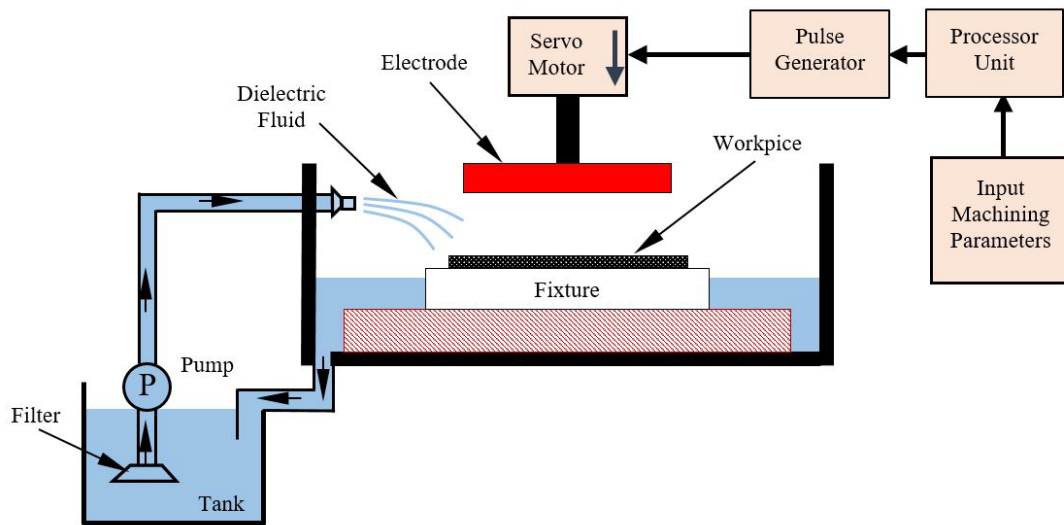 Servo
Motor
Pulse
Generator
Processor
Unit
Electrode
Dielectric
Fluid
Workpice
Input
Machining
Parameters
Fixture
Pump
P
Filter
Tank